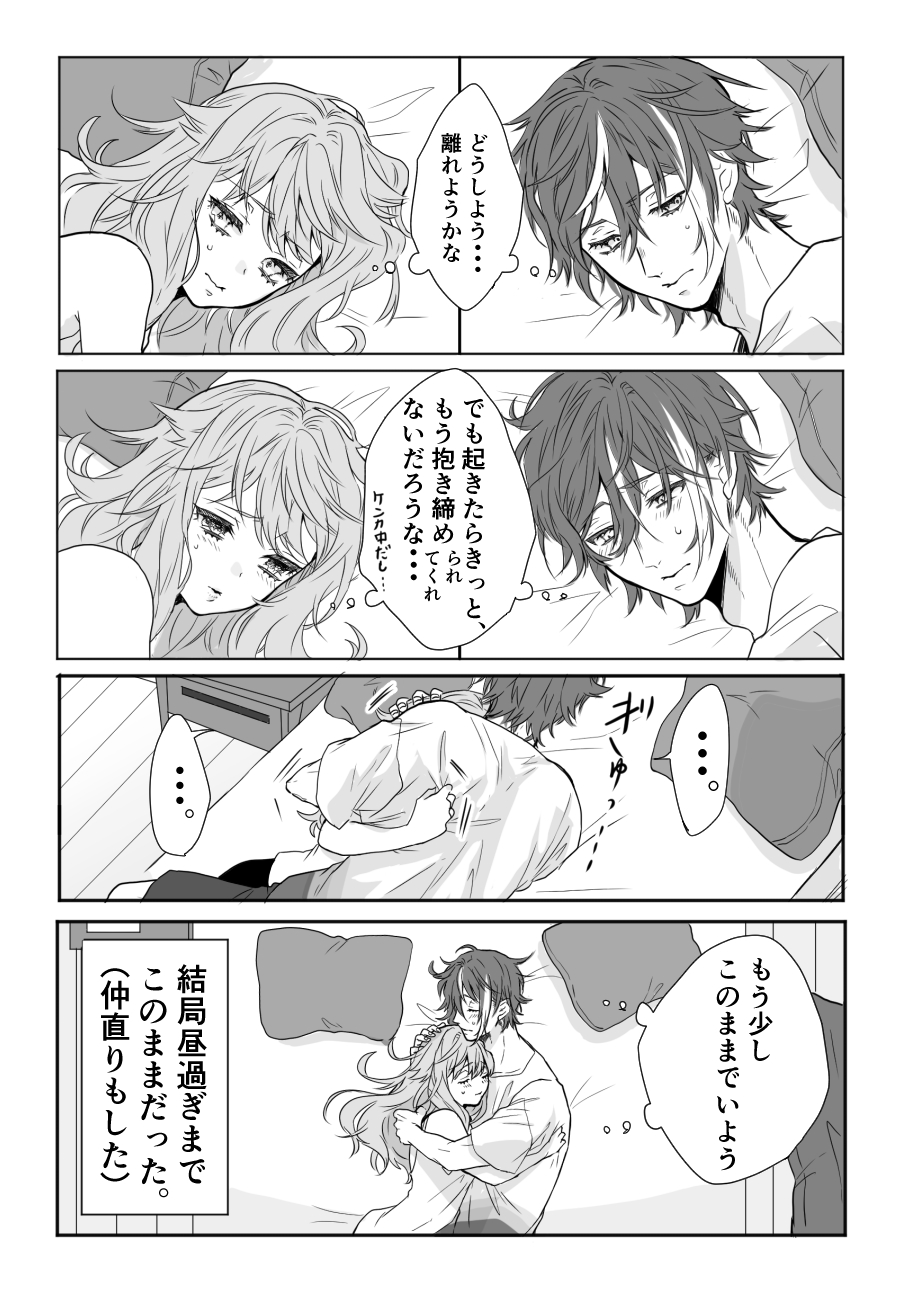 どうしよう・・・
離れようかな
でも起きたらきっと、
もう抱き締め
られ
てくれ
ないだろうな・・・
ケンカ中だし…
・・・。
ギしゅっ・・・・
・・・。
もう少し
このままでいよう
結局昼過ぎまで
このままだった。
(仲直りもした)